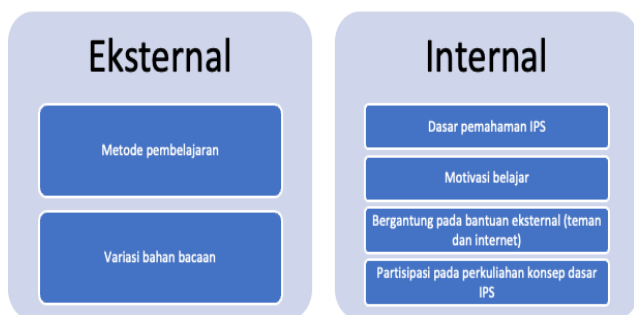 Eksternal
Metode pembelajaran
Variasi bahan bacaan
Internal
Dasar pemahaman IPS
Motivasi belajar
Bergantung pada bantuan eksternal (teman
dan internet)
Partisipasi pada perkuliahan konsep dasar
IPS